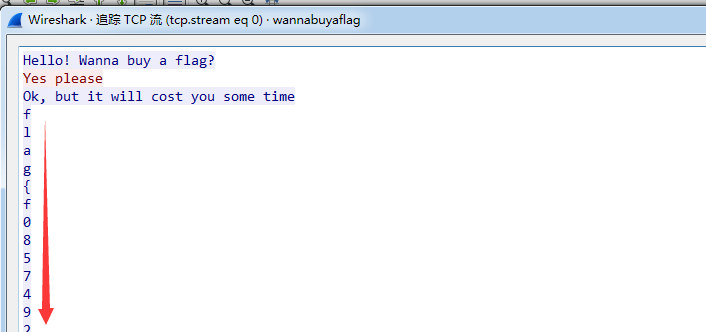 Wireshark · 追踪 TCP 流 (tcp.stream eq 0) · wannabuyaflag
Hello! Wanna buy a flag?
Yes please
Ok, but it will cost you some time
f
l
a
g
{
f
0
8
5
7
4
9
2